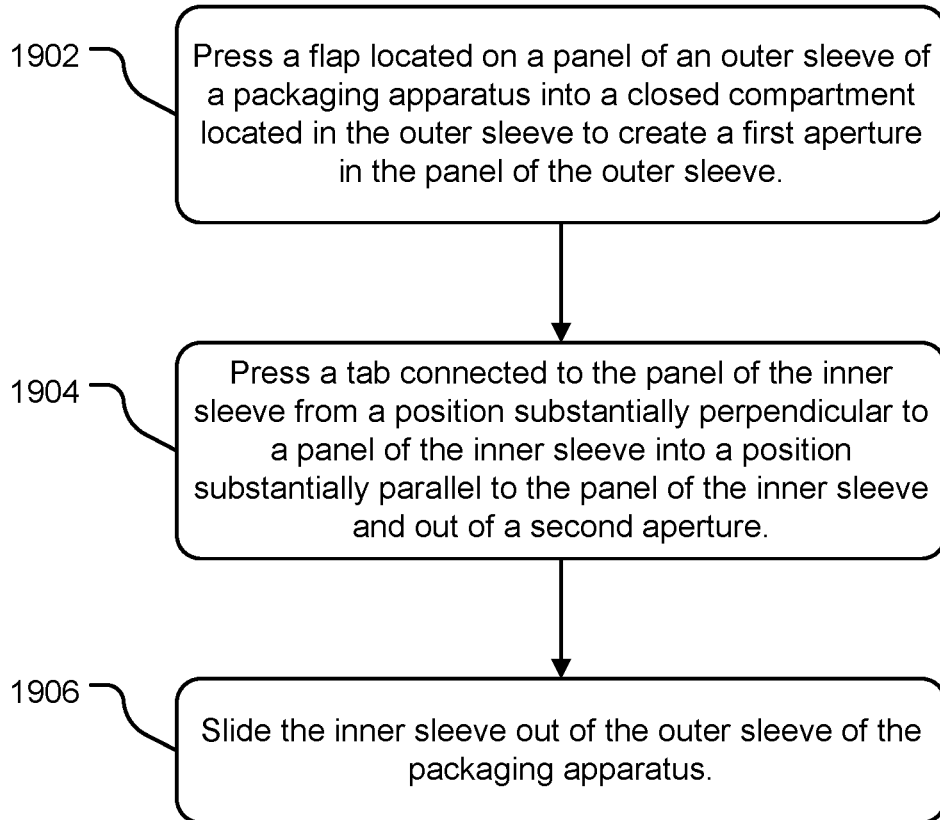 1902
Press a flap located on a panel of an outer sleeve of
a packaging apparatus into a closed compartment
located in the outer sleeve to create a first aperture
in the panel of the outer sleeve.
1904
Press a tab connected to the panel of the inner
sleeve from a position substantially perpendicular to
a panel of the inner sleeve into a position
substantially parallel to the panel of the inner sleeve
and out of a second aperture.
1906
Slide the inner sleeve out of the outer sleeve of the
packaging apparatus.